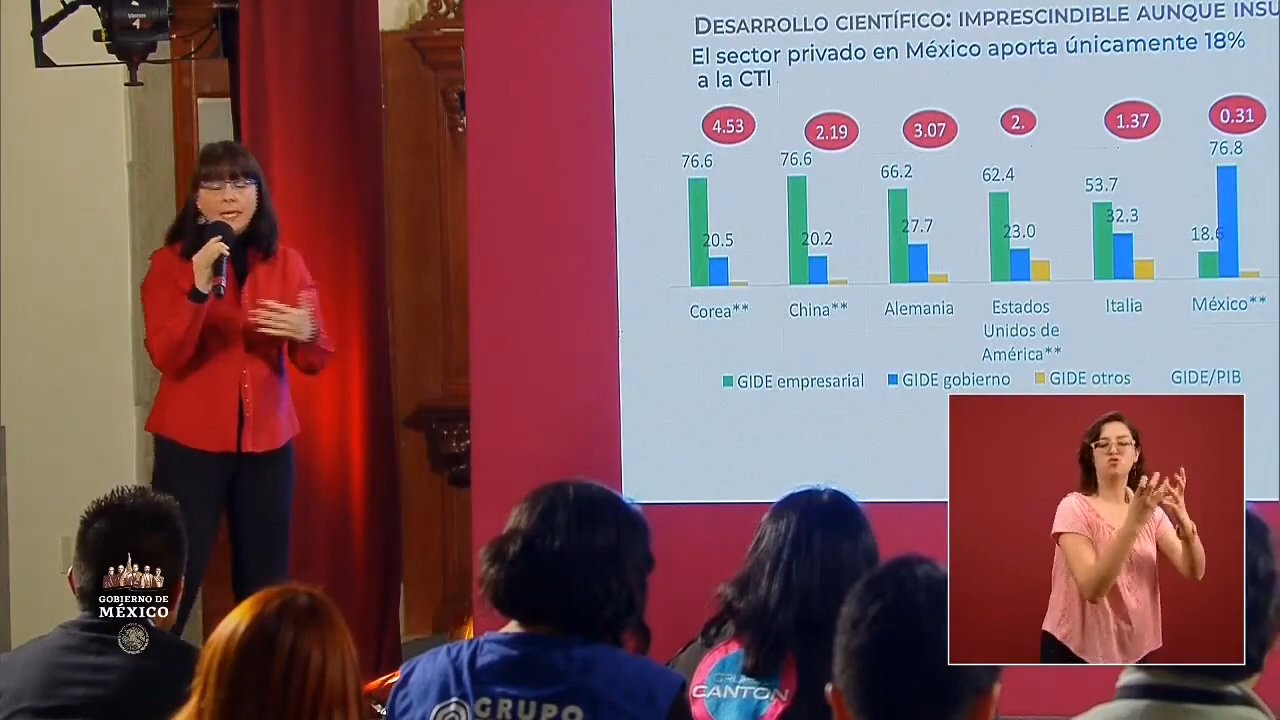 DESARROLLO CIENTÍFICO: IMPRESCINDIBLE AUNQUE INSU
El sector privado en México aporta únicamente 18%
a la CTI
4.53 2.19 3.07 2. 1.37 0.31
76.6 20.5 76.6 20.2 66.2 27.7 62.4 23.0 53.7 32.3 18.6 76.8
Corea** China** Alemania Estados Italia México**
Unidos de
América**
GIDE empresarial GIDE gobierno GIDE otros GIDE/PIB
GOBIERNO DE
MÉXICO
GRUPO
CANTON
GRUPO